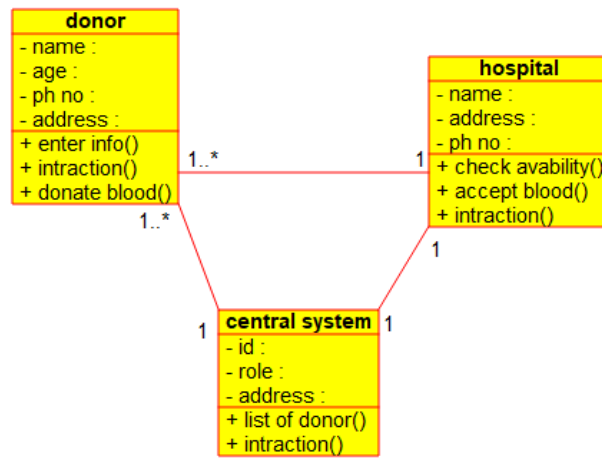 donor
- name :
- age :
- ph no :
- address :
+ enter info()
+ intraction()
+ donate blood()
hospital
- name :
- address :
- ph no :
+ check avability()
+ accept blood()
+ intraction()
1..*
1
1..*
1
1
1
central system
- id :
- role :
- address :
+ list of donor()
+ intraction()